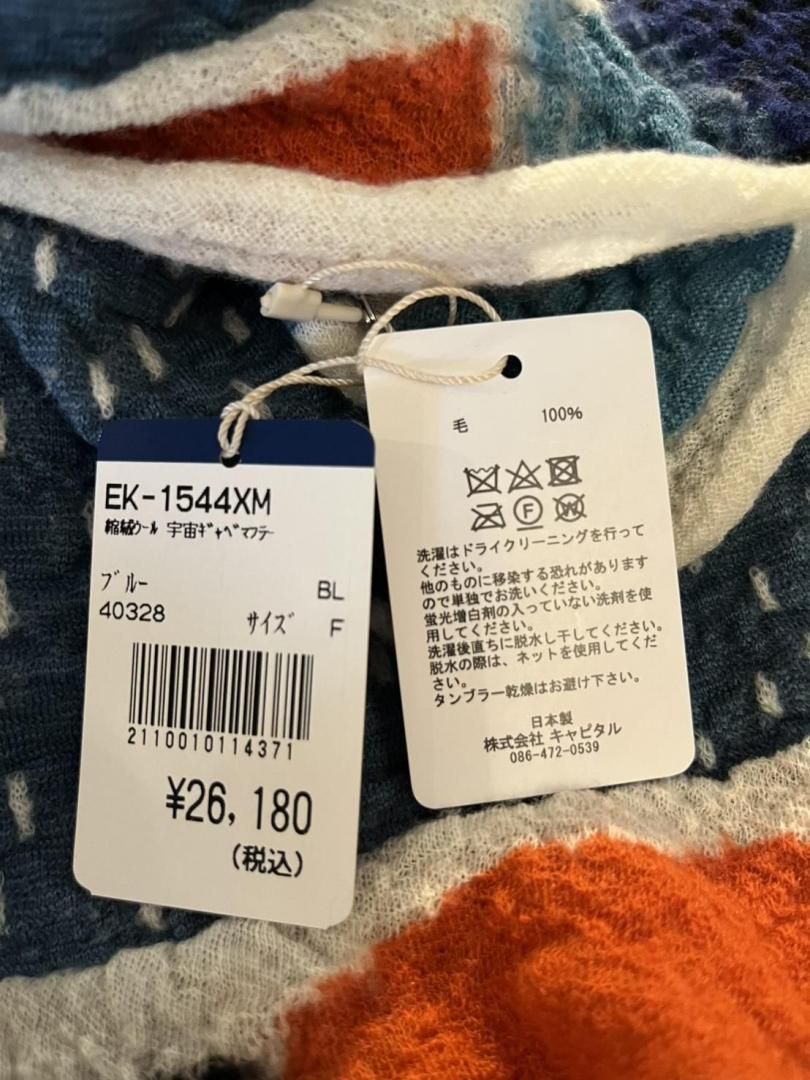 EK-1544XM
縮絨ウール 宇宙ギャベマフラー
ブルー BL
40328 サイズ F
2110010114371
¥26,180
(税込)
毛 100%
F
W
洗濯はドライクリーニングを行って
ください。
他のものに移染する恐れがあります
ので単独でお洗いください。
蛍光増白剤の入っていない洗剤を使
用してください。
洗濯後直ちに脱水し干してください。
脱水の際は、ネットを使用してくだ
さい。
タンブラー乾燥はお避け下さい。
日本製
株式会社 キャピタル
086-472-0539